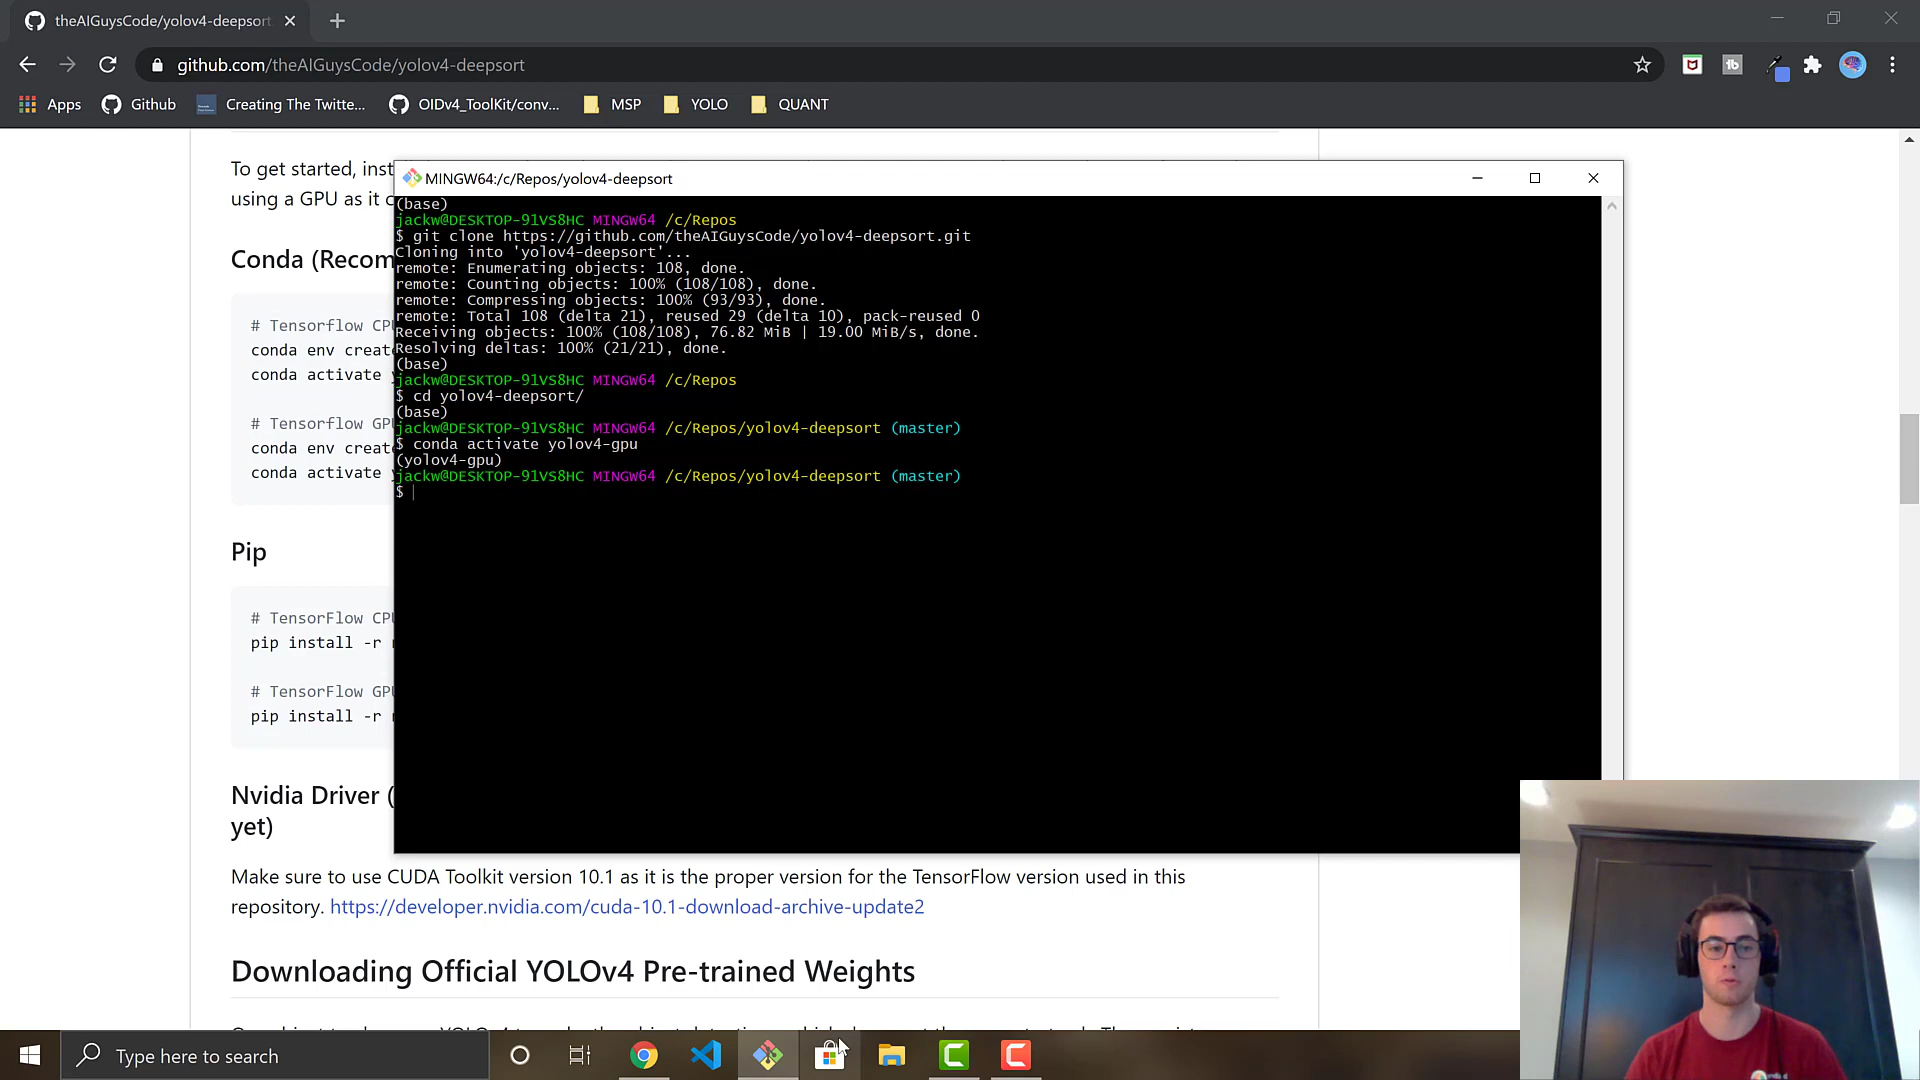 theAIGuysCode/yolov4-deepsort
github.com/theAIGuysCode/yolov4-deepsort
Apps
Github
Creating The Twitte...
OIDv4_ToolKit/conv...
MSP
YOLO
QUANT
To get started, inst
using a GPU as it c
Conda (Recom
# Tensorflow CP
conda env creat
conda activate
# Tensorflow GP
conda env creat
conda activate
Pip
# TensorFlow CP
pip install -r
# TensorFlow GP
pip install -r
Nvidia Driver (
yet)
Make sure to use CUDA Toolkit version 10.1 as it is the proper version for the TensorFlow version used in this
repository. https://developer.nvidia.com/cuda-10.1-download-archive-update2
Downloading Official YOLOv4 Pre-trained Weights
MINGW64:/c/Repos/yolov4-deepsort
(base)
jackw@DESKTOP-91VS8HC MINGW64 /c/Repos
$ git clone https://github.com/theAIGuysCode/yolov4-deepsort.git
Cloning into 'yolov4-deepsort'...
remote: Enumerating objects: 108, done.
remote: Counting objects: 100% (108/108), done.
remote: Compressing objects: 100% (93/93), done.
remote: Total 108 (delta 21), reused 29 (delta 10), pack-reused 0
Receiving objects: 100% (108/108), 76.82 MiB | 19.00 MiB/s, done.
Resolving deltas: 100% (21/21), done.
(base)
jackw@DESKTOP-91VS8HC MINGW64 /c/Repos
$ cd yolov4-deepsort/
(base)
jackw@DESKTOP-91VS8HC MINGW64 /c/Repos/yolov4-deepsort (master)
$ conda activate yolov4-gpu
(yolov4-gpu)
jackw@DESKTOP-91VS8HC MINGW64 /c/Repos/yolov4-deepsort (master)
$
Type here to search